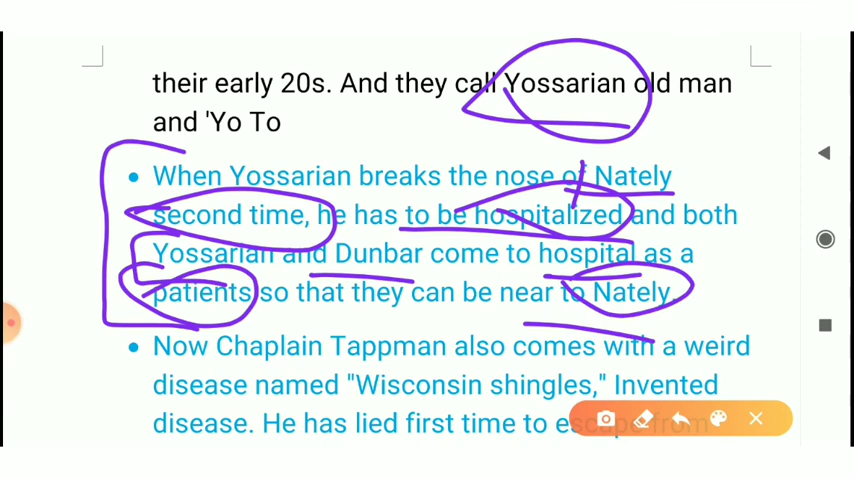 their early 20s. And they call Yossarian old man
and 'Yo To
• When Yossarian breaks the nose of Nately
second time, he has to be hospitalized and both
Yossarian and Dunbar come to hospital as a
patients so that they can be near to Nately.
• Now Chaplain Tappman also comes with a weird
disease named "Wisconsin shingles," Invented
disease. He has lied first time to escape from